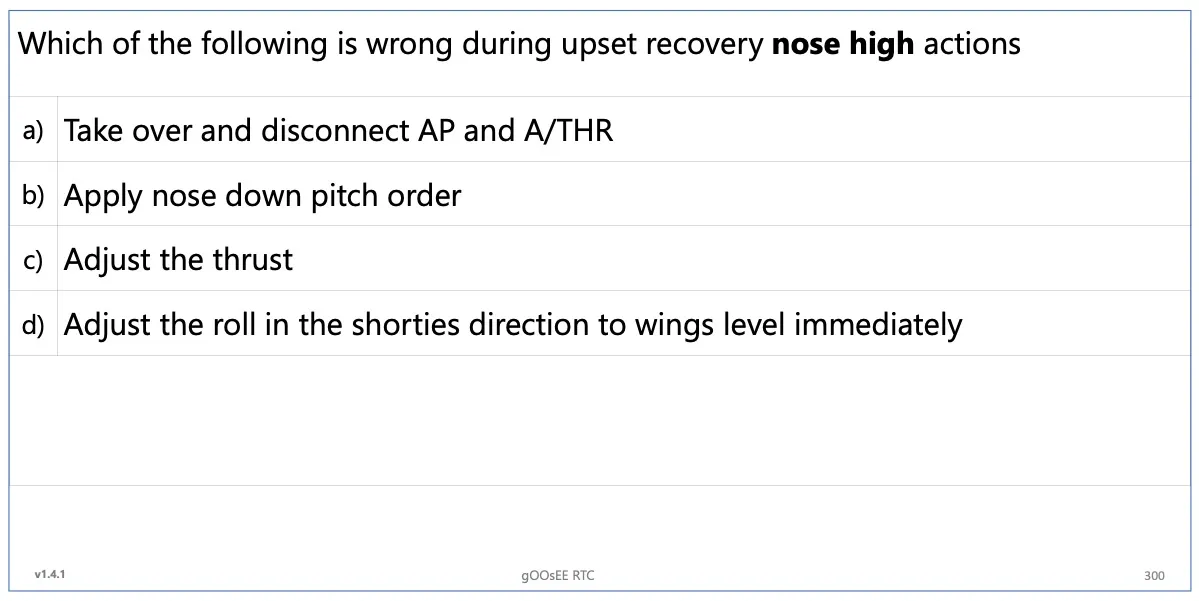 Which of the following is wrong during upset recovery nose high actions
a) Take over and disconnect AP and A/THR
b) Apply nose down pitch order
c) Adjust the thrust
d) Adjust the roll in the shorties direction to wings level immediately
v1.4.1 gOOsEE RTC 300